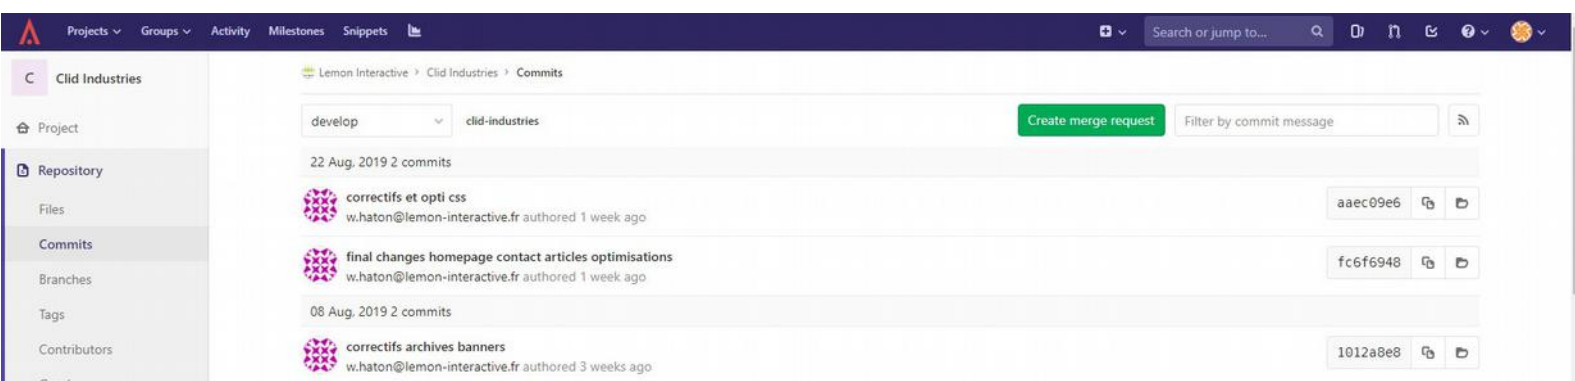 Projects Groups Activity Milestones Snippets Search or jump to...
C Clid Industries
Lemon Interactive > Clid Industries > Commits
Project
develop clid-industries Create merge request Filter by commit message
Repository
Files
Commits
Branches
Tags
Contributors
22 Aug, 2019 2 commits
correctifs et opti css
w.haton@lemon-interactive.fr authored 1 week ago
aaec09e6
final changes homepage contact articles optimisations
w.haton@lemon-interactive.fr authored 1 week ago
fc6f6948
08 Aug, 2019 2 commits
correctifs archives banners
w.haton@lemon-interactive.fr authored 3 weeks ago
1012a8e8